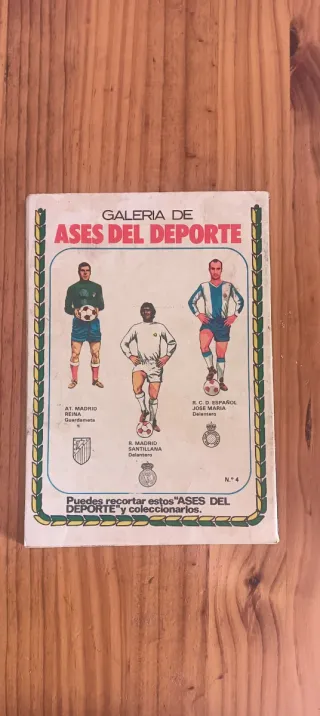 GALERIA DE
ASES DEL DEPORTE
AT. MADRID
REINA
Guardameta
R. MADRID
SANTILLANA
Delantero
R. C. D. ESPAÑOL
JOSE MARIA
Delantero
N.º 4
Puedes recortar estos "ASES DEL
DEPORTE" y coleccionarlos.